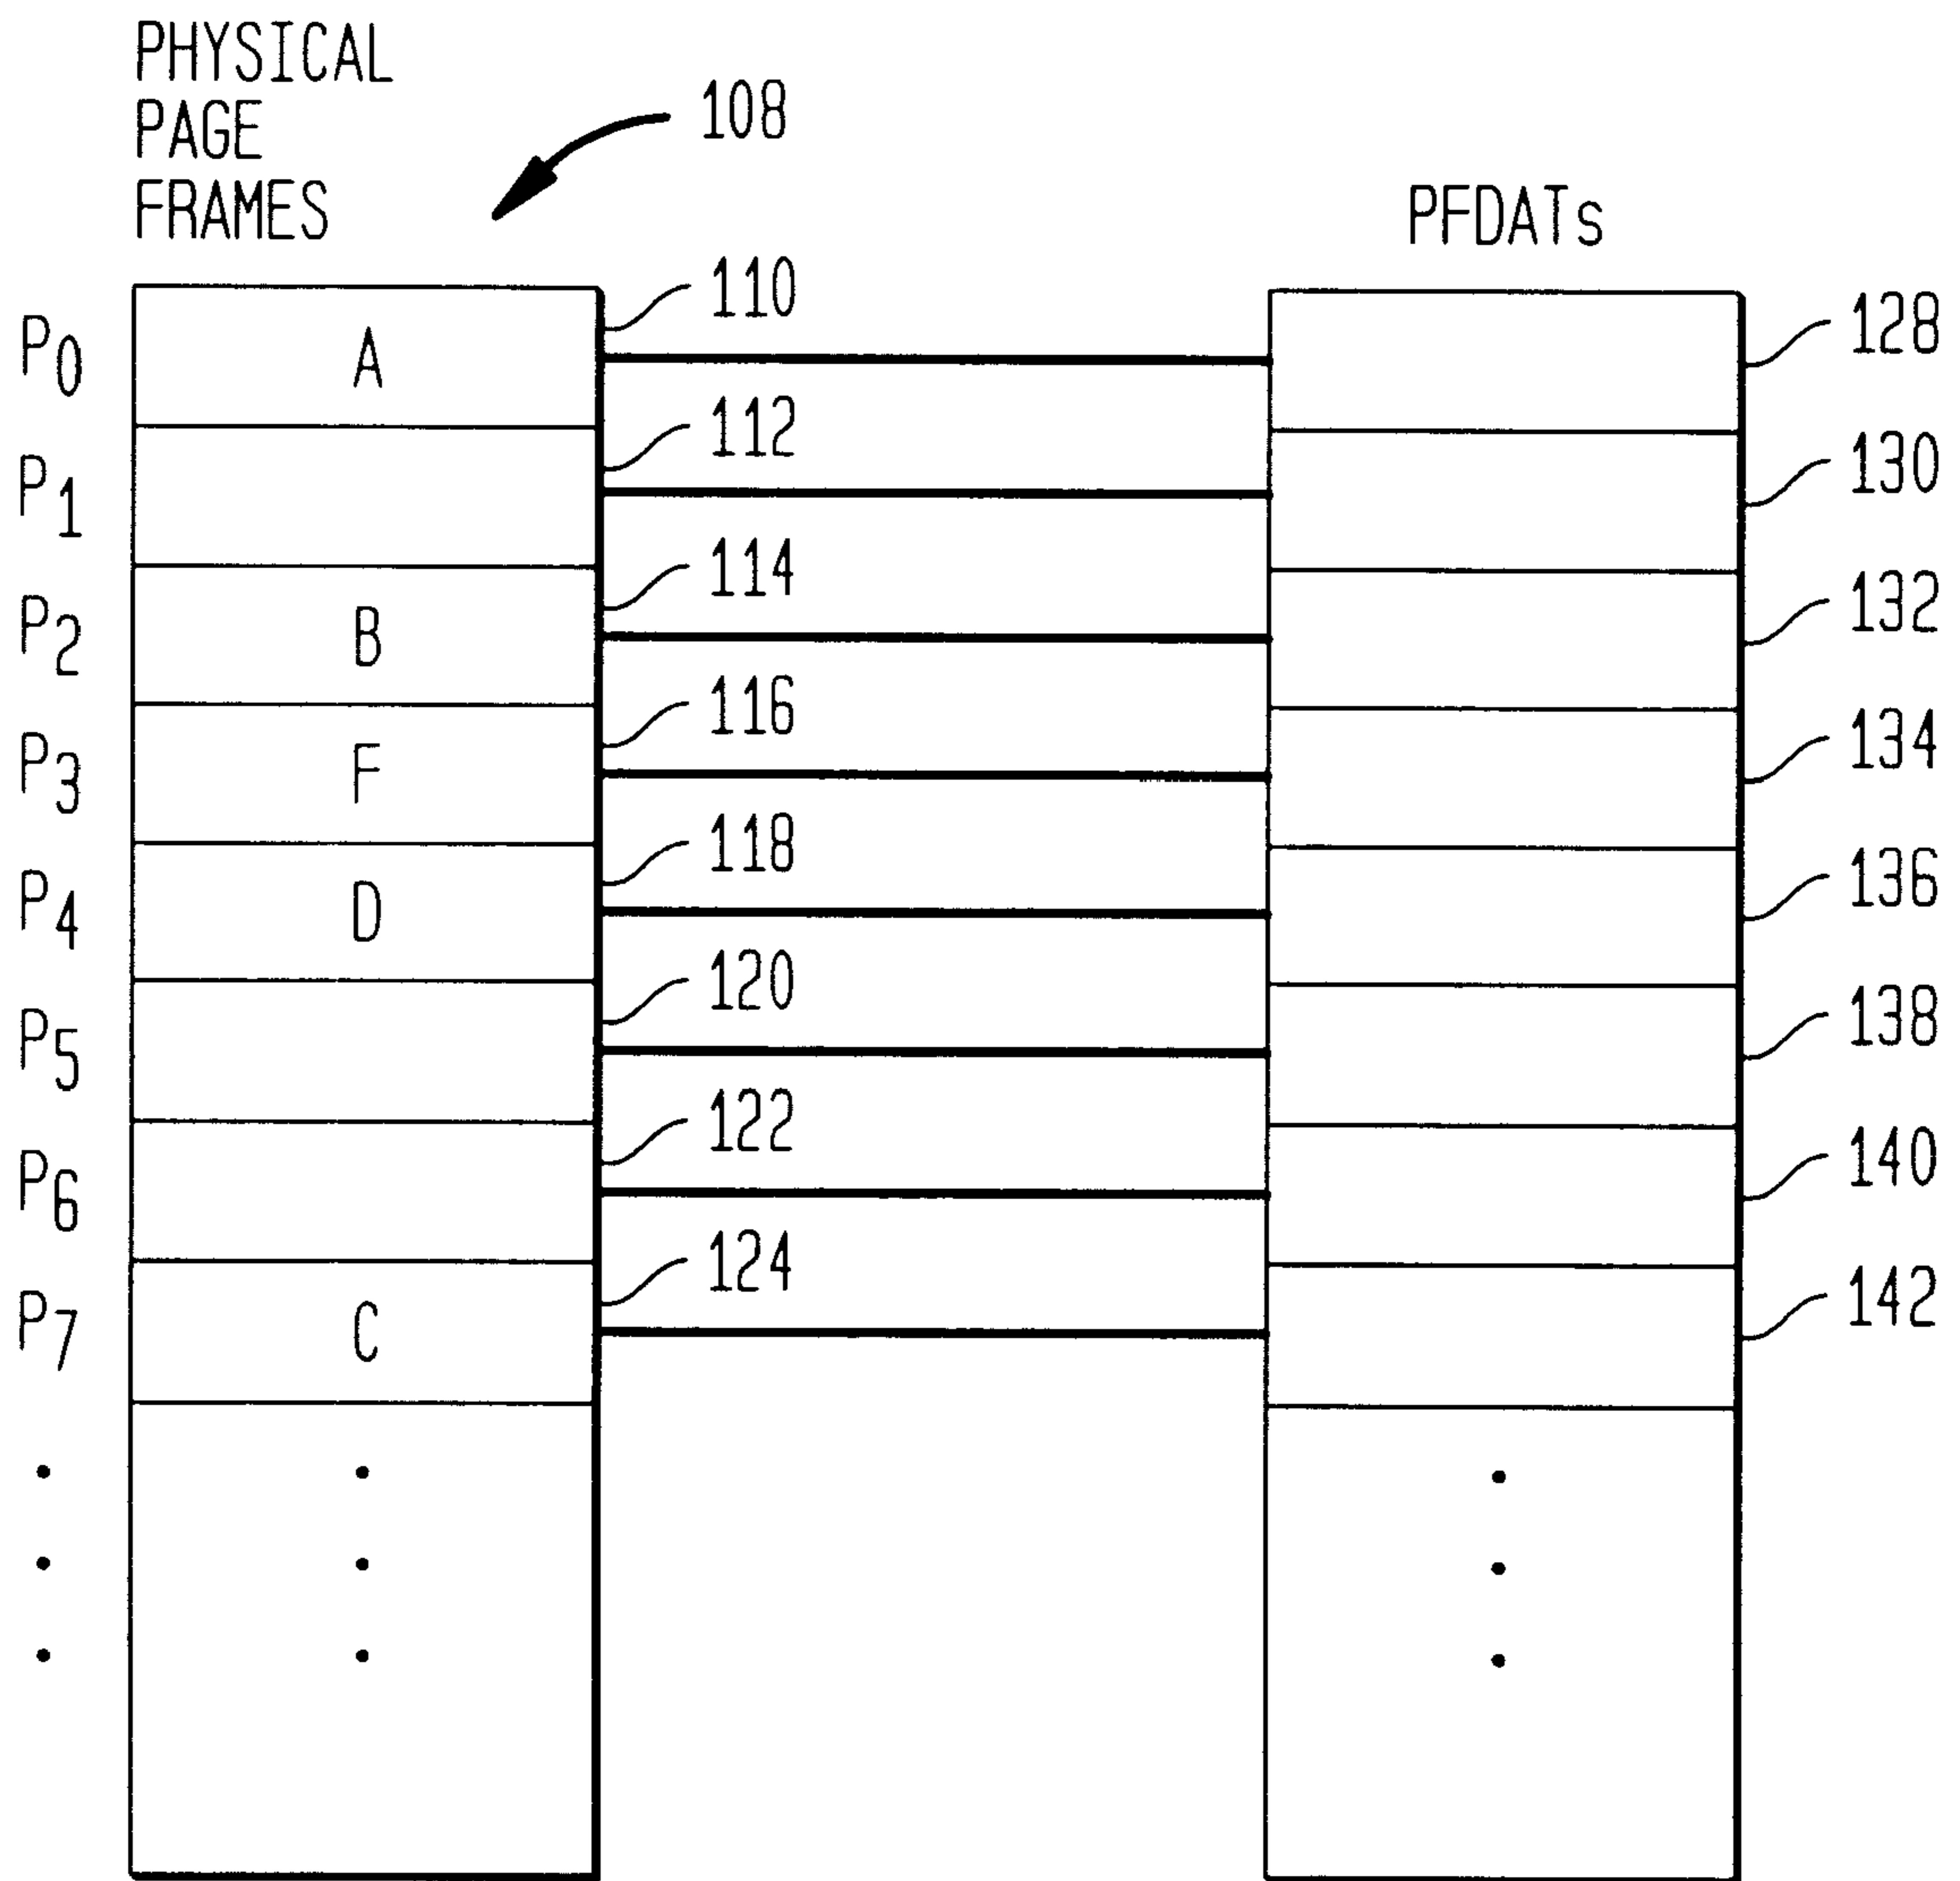 PHYSICAL
PAGE
FRAMES
108
PFDATs
110
128
P0
A
112
130
P1
114
132
P2
B
116
134
P3
F
118
136
P4
D
120
138
P5
122
140
P6
124
142
P7
C